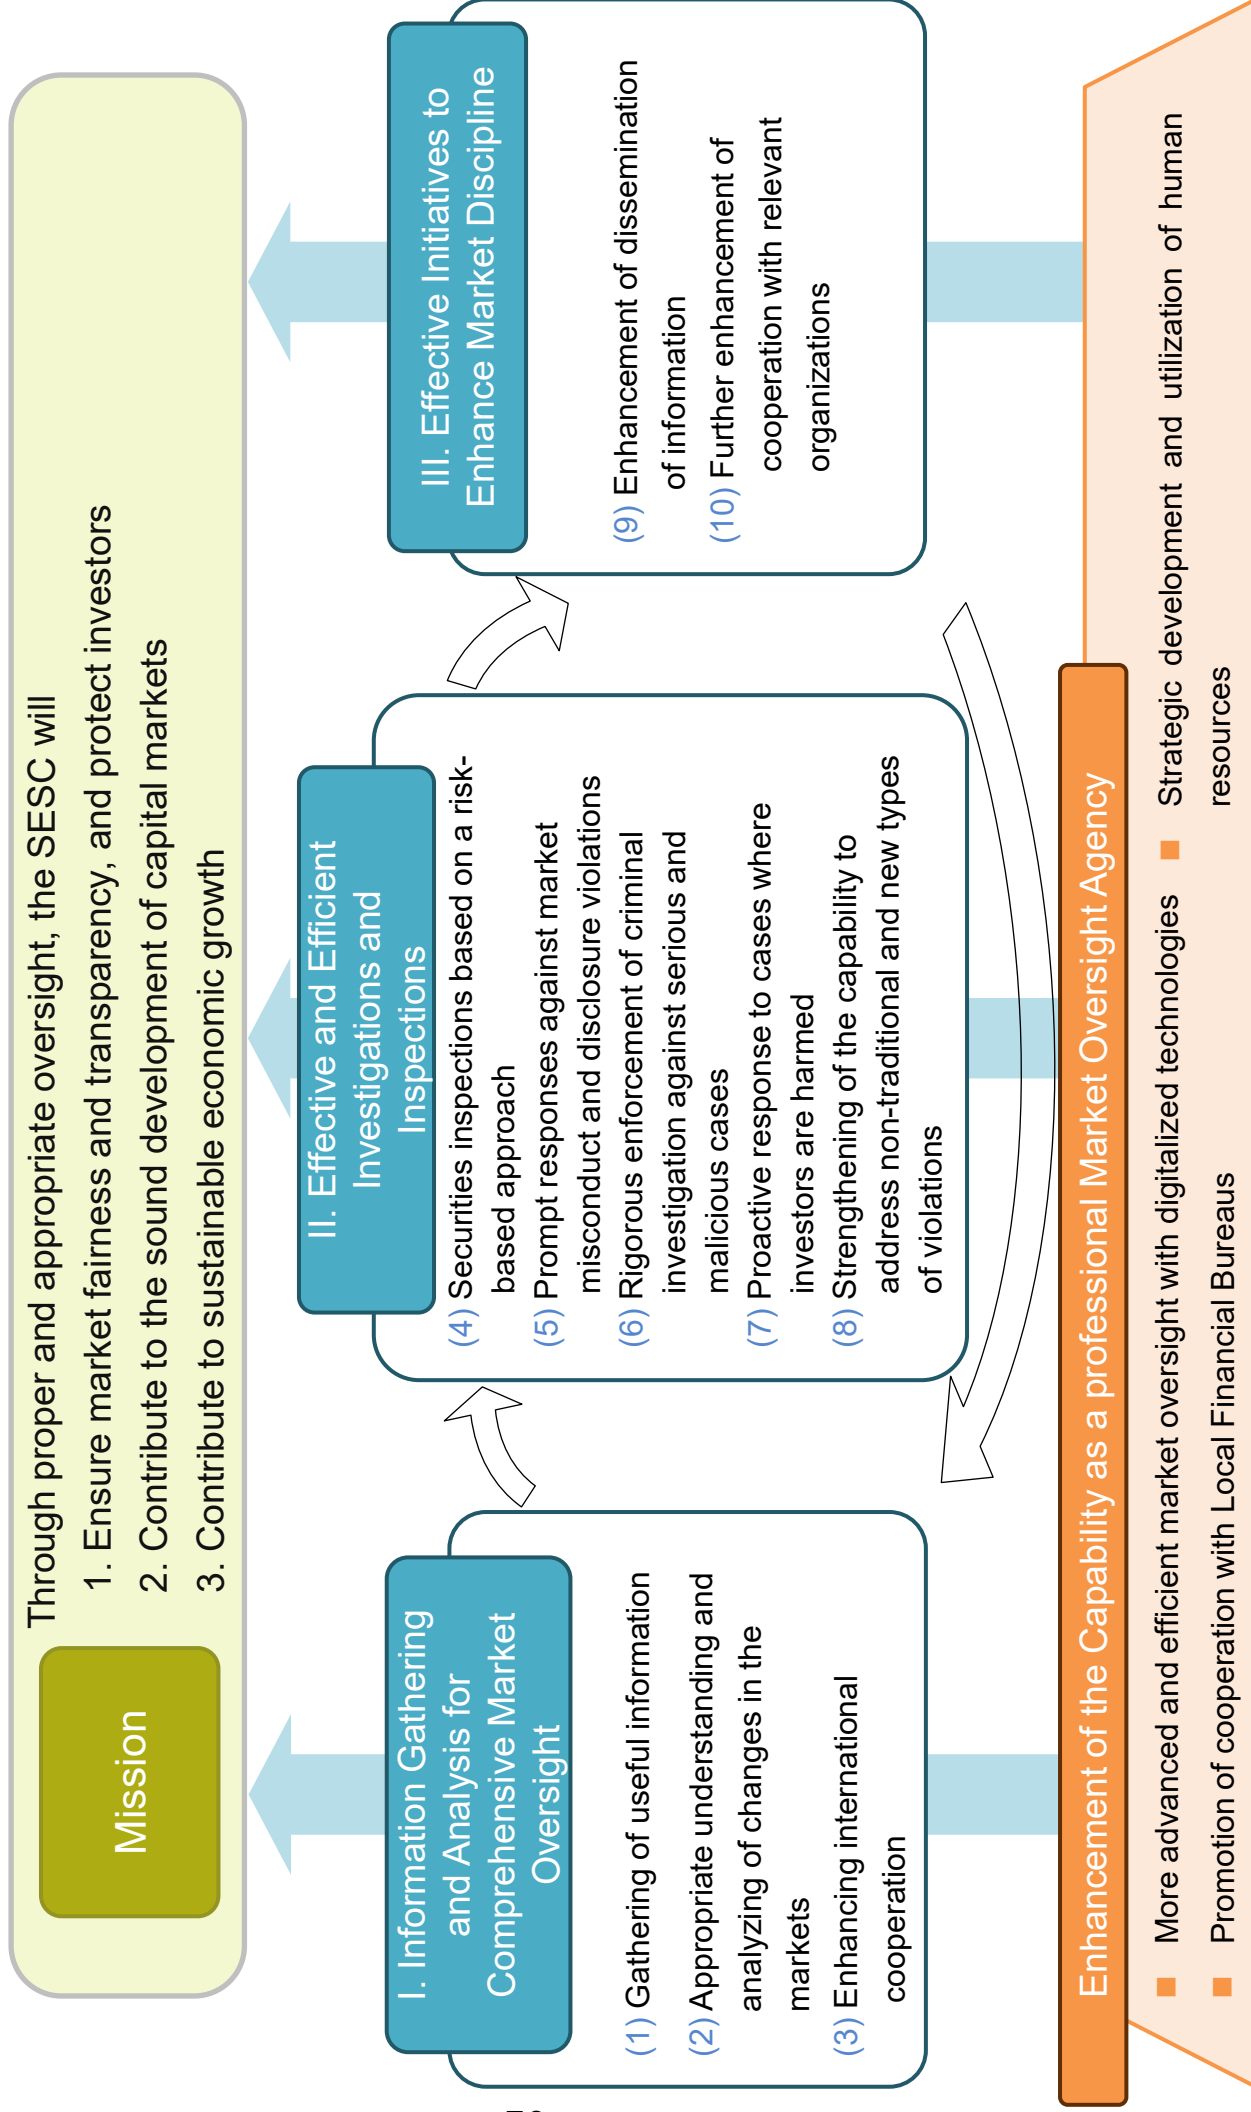 Mission
Through proper and appropriate oversight, the SESC will
1. Ensure market fairness and transparency, and protect investors
2. Contribute to the sound development of capital markets
3. Contribute to sustainable economic growth
I. Information Gathering
and Analysis for
Comprehensive Market
Oversight
(1) Gathering of useful information
(2) Appropriate understanding and
analyzing of changes in the
markets
(3) Enhancing international
cooperation
II. Effective and Efficient
Investigations and
Inspections
(4) Securities inspections based on a risk-
based approach
(5) Prompt responses against market
misconduct and disclosure violations
(6) Rigorous enforcement of criminal
investigation against serious and
malicious cases
(7) Proactive response to cases where
investors are harmed
(8) Strengthening of the capability to
address non-traditional and new types
of violations
III. Effective Initiatives to
Enhance Market Discipline
(9) Enhancement of dissemination
of information
(10) Further enhancement of
cooperation with relevant
organizations
Enhancement of the Capability as a professional Market Oversight Agency
■ More advanced and efficient market oversight with digitalized technologies
■ Promotion of cooperation with Local Financial Bureaus
■ Strategic development and utilization of human
resources